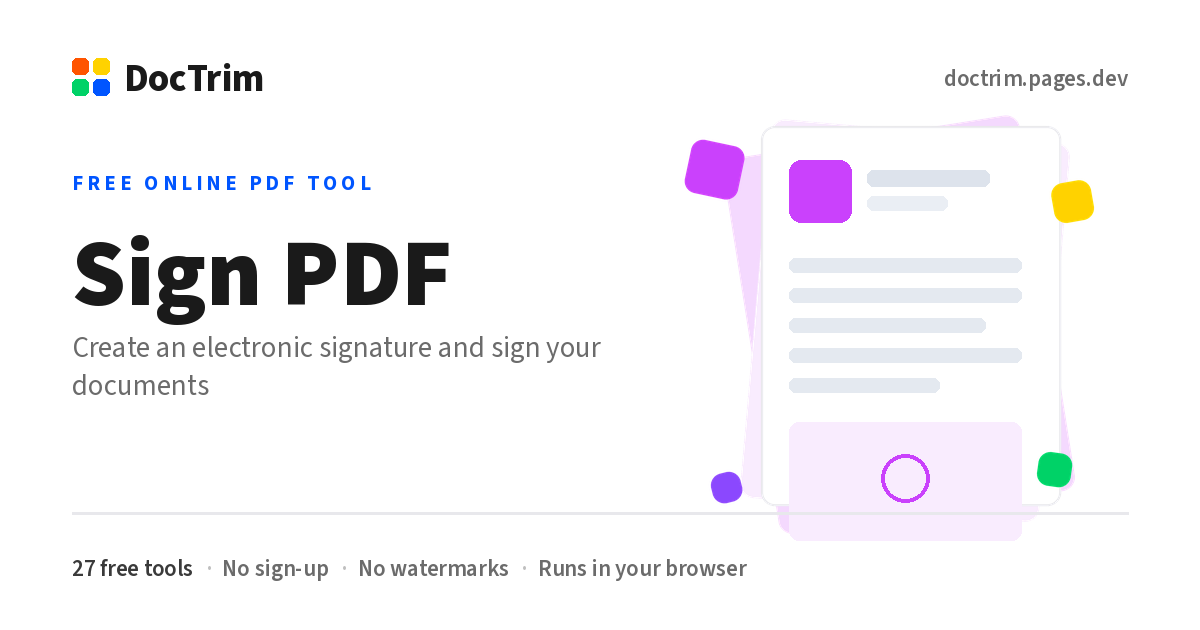 DocTrim
doctrim.pages.dev
FREE ONLINE PDF TOOL
Sign PDF
Create an electronic signature and sign your
documents
27 free tools · No sign-up · No watermarks · Runs in your browser